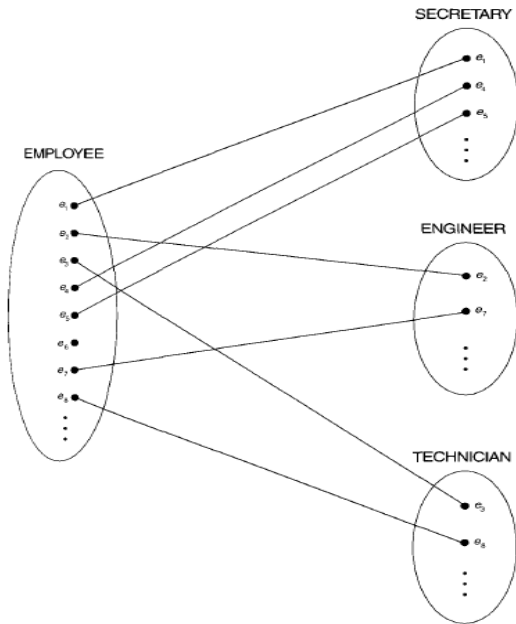 SECRETARY
e₁
e₄
e₅
EMPLOYEE
e₁
e₂
e₃
e₄
e₅
e₆
e₇
e₈
ENGINEER
e₂
e₇
TECHNICIAN
e₃
e₈